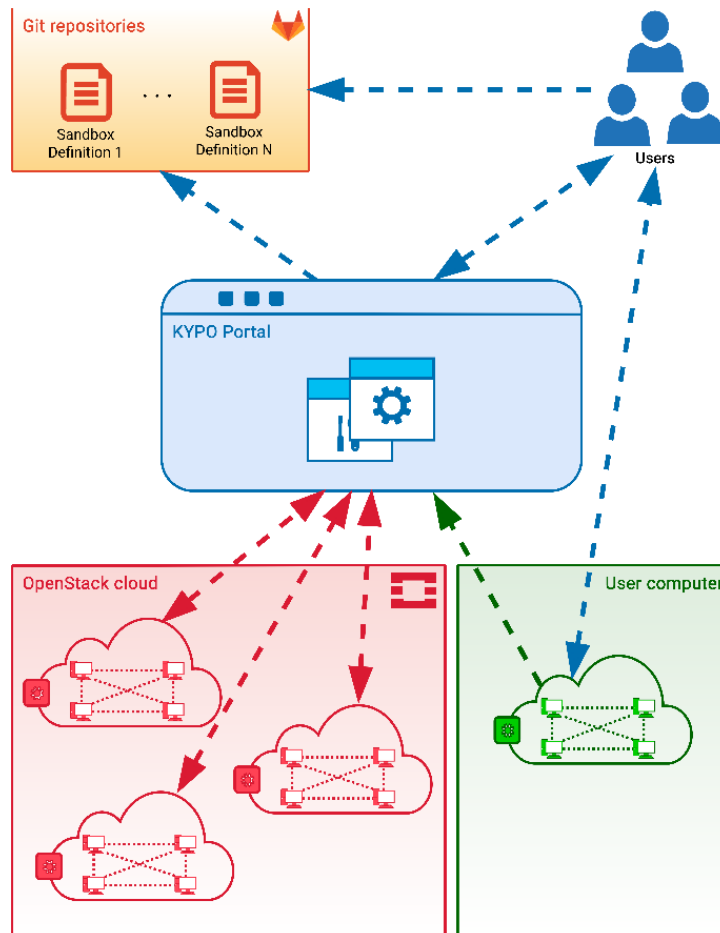 Git repositories
. . .
Sandbox
Definition 1
Sandbox
Definition N
Users
KYPO Portal
OpenStack cloud
User computer